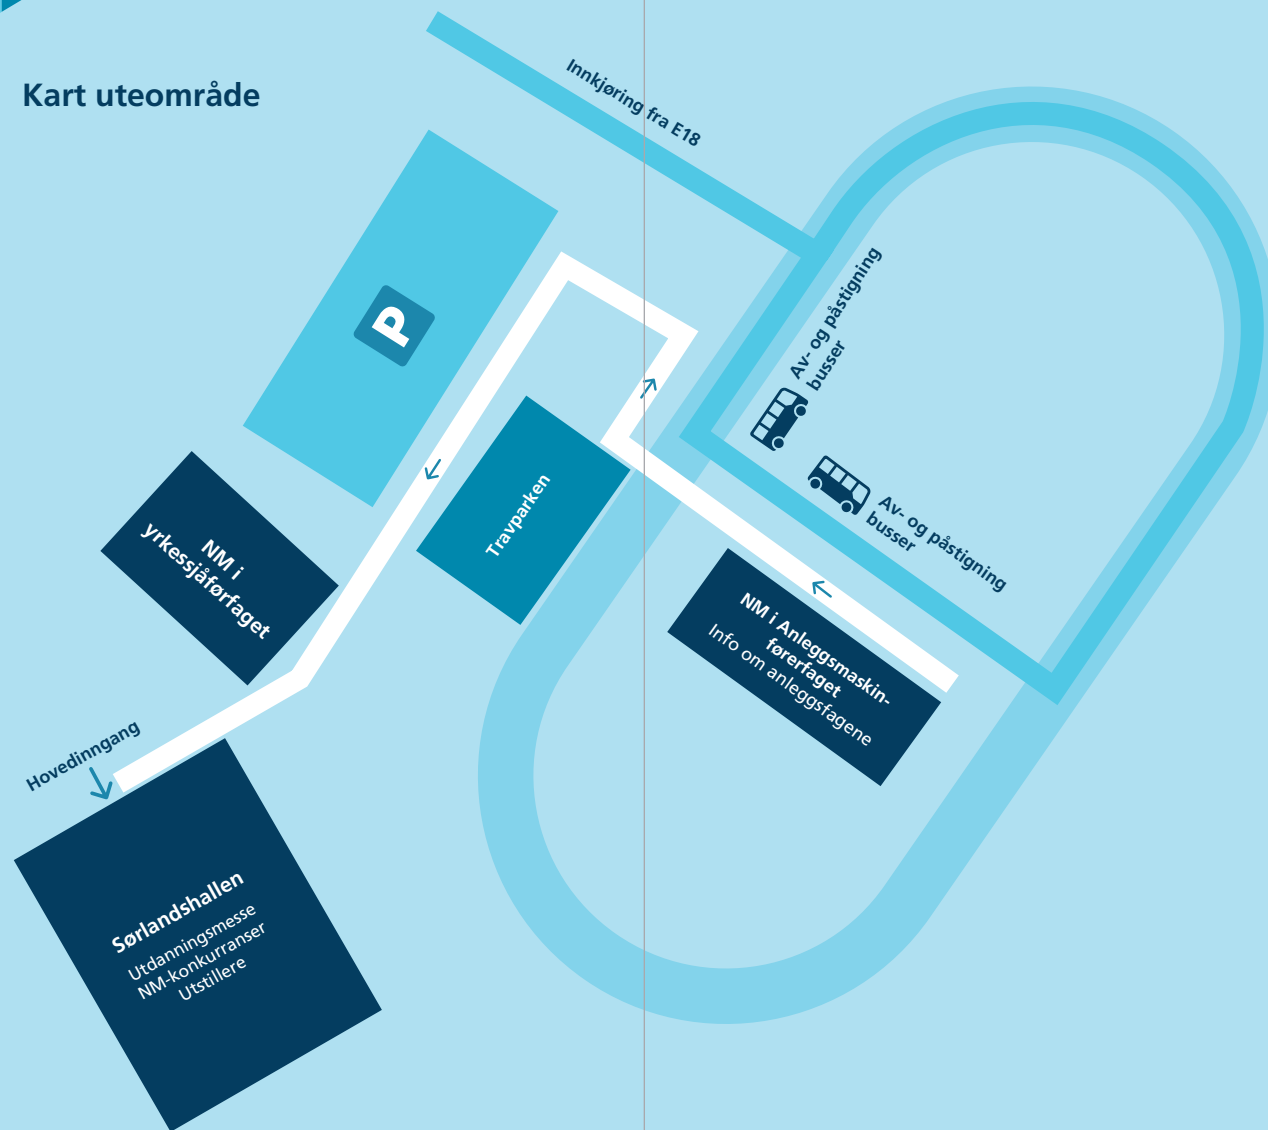 Kart uteområde
Innkjøring fra E18
P
Av- og påstigning
busser
Av- og påstigning
busser
Travparken
NM i
yrkessjåførfaget
NM i Anleggsmaskin-
førerfaget
Info om anleggsfagene
Hovedinngang
Sørlandshallen
Utdanningsmesse
NM-konkurranser
Utstillere